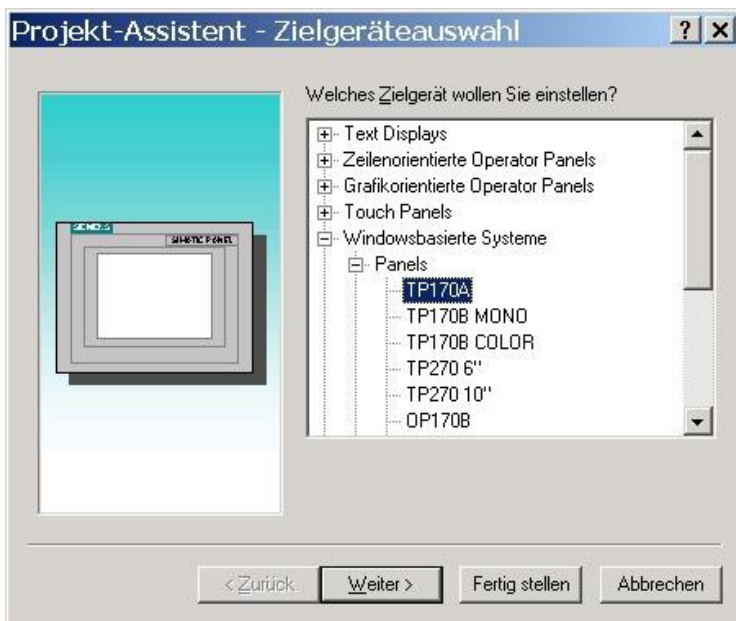 Projekt-Assistent - Zielgeräteauswahl
Welches Zielgerät wollen Sie einstellen?
Text Displays
Zeilenorientierte Operator Panels
Grafikorientierte Operator Panels
Touch Panels
Windowsbasierte Systeme
Panels
TP170A
TP170B MONO
TP170B COLOR
TP270 6''
TP270 10''
OP170B
SIEMENS
SIMATIC PANEL
< Zurück
Weiter >
Fertig stellen
Abbrechen